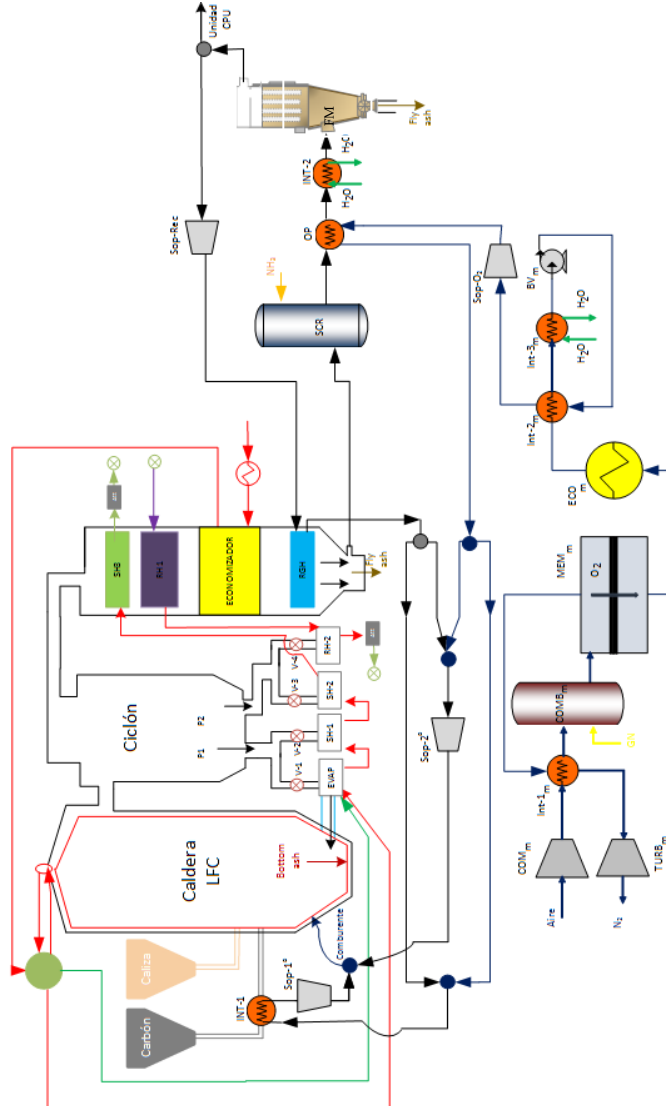 Carbón
Caliza
INT-1
Sop-1º
Comburente
Caldera
LFC
Bottom
ash
Ciclón
P1
P2
V-1
V-2
V-3
V-4
EVAP
SH-1
SH-2
RH-2
SH3
RH 1
ECONOMIZADOR
RGH
Fly
ash
Sop-2º
Sop-Rec
Unidad
CPU
NH₃
SCR
OP
INT-2
H₂O
H₂O
FM
Fly
ash
Sop-O₂
Aire
N₂
COMₘ
TURBₘ
Int-1ₘ
GN
COMBₘ
MEMₘ
O₂
ECOₘ
Int-2ₘ
Int-3ₘ
H₂O
H₂O
BVₘ